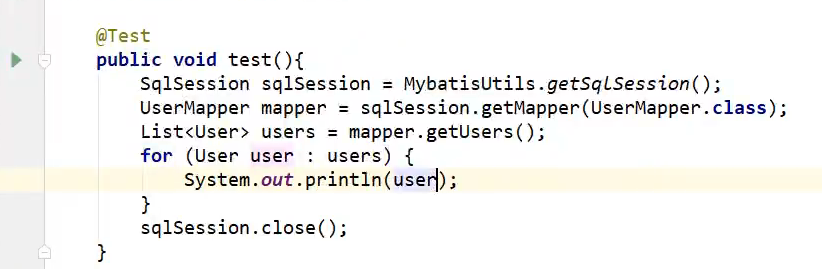 @Test
public void test(){
SqlSession sqlSession = MybatisUtils.getSqlSession();
UserMapper mapper = sqlSession.getMapper(UserMapper.class);
List<User> users = mapper.getUsers();
for (User user : users) {
System.out.println(user);
}
sqlSession.close();
}